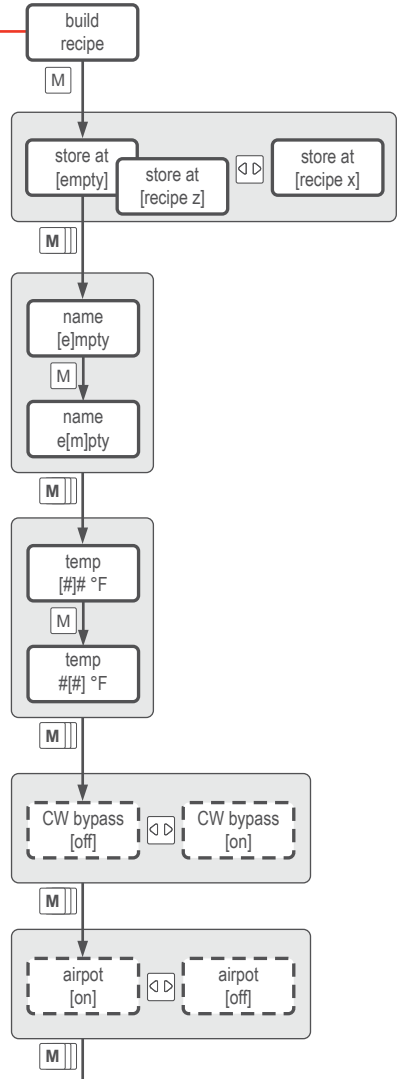 build
recipe
M
store at
[empty]
store at
[recipe z]
store at
[recipe x]
M
name
[e]mpty
M
name
e[m]pty
M
temp
[#]# °F
M
temp
#[#] °F
M
CW bypass
[off]
CW bypass
[on]
M
airpot
[on]
airpot
[off]
M